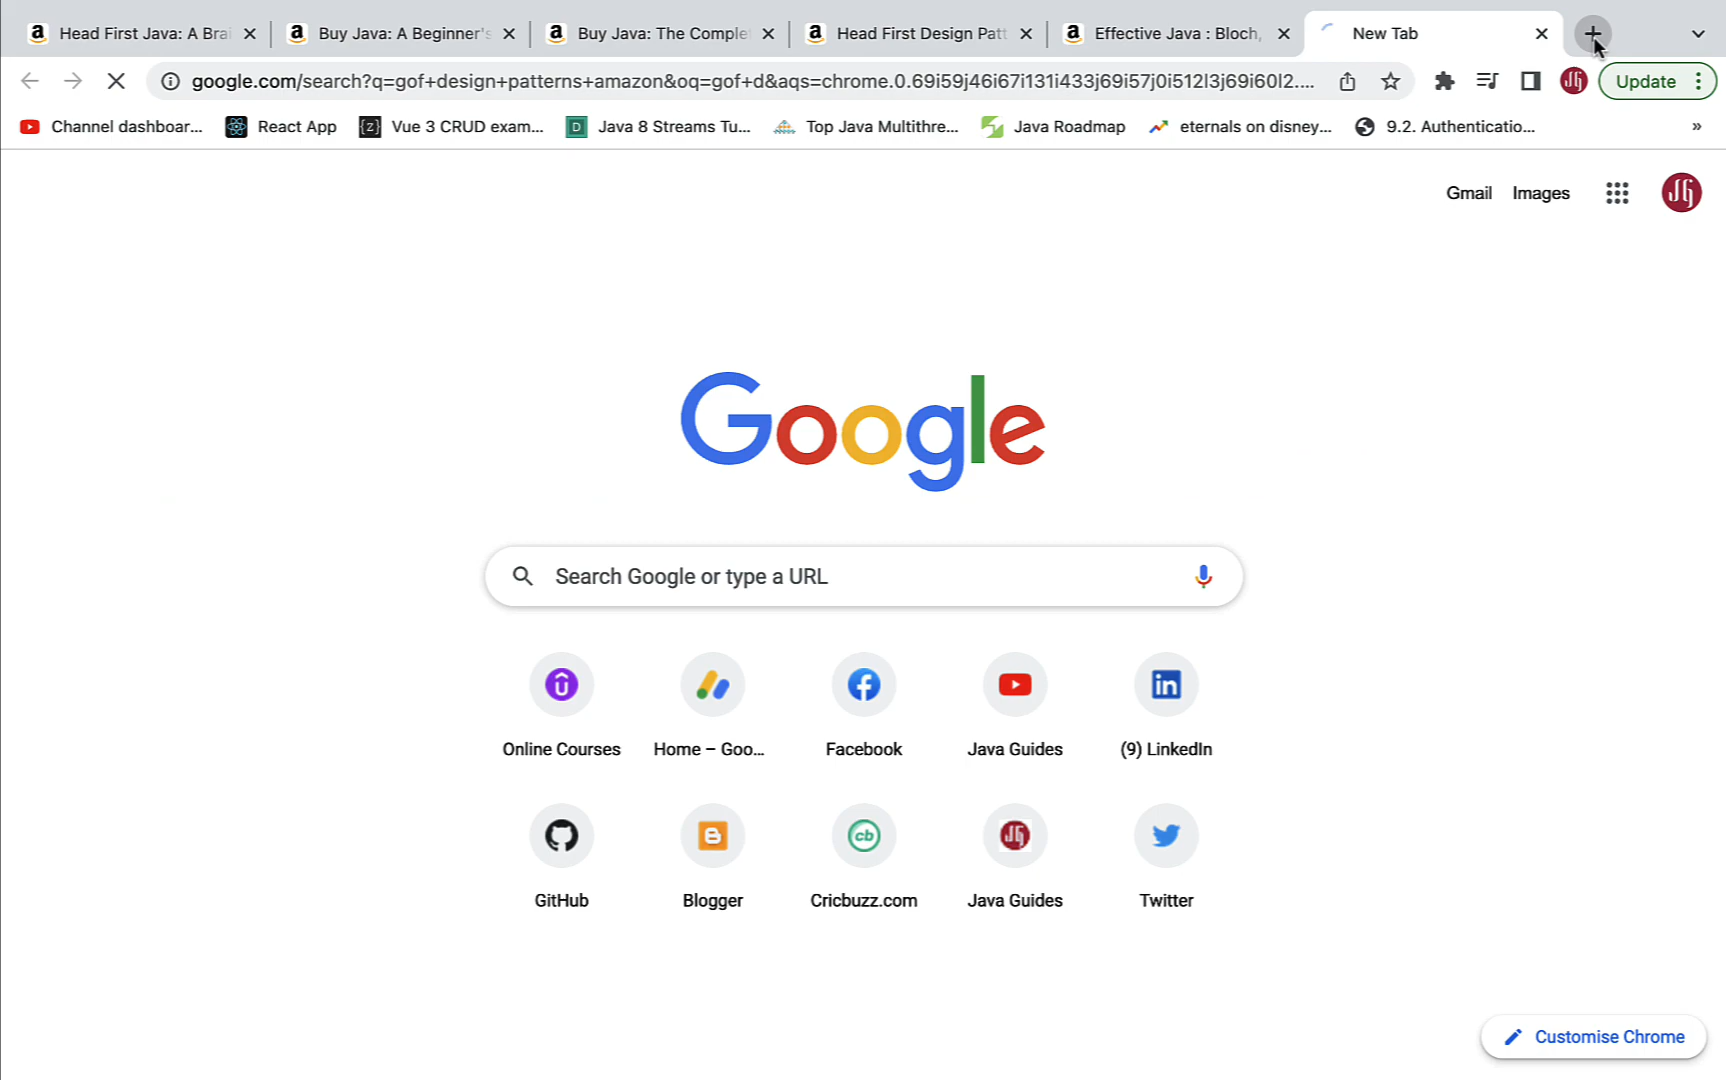 Head First Java: A Brai
Buy Java: A Beginner's
Buy Java: The Comple
Head First Design Patt
Effective Java : Bloch,
New Tab
google.com/search?q=gof+design+patterns+amazon&oq=gof+d&aqs=chrome.0.69i59j46i67i131i433j69i57j0i512l3j69i60l2....
Update
Channel dashboar...
React App
Vue 3 CRUD exam...
Java 8 Streams Tu...
Top Java Multithre...
Java Roadmap
eternals on disney...
9.2. Authenticatio...
»
Gmail
Images
Google
Search Google or type a URL
Online Courses
Home – Goo...
Facebook
Java Guides
(9) LinkedIn
GitHub
Blogger
Cricbuzz.com
Java Guides
Twitter
Customise Chrome